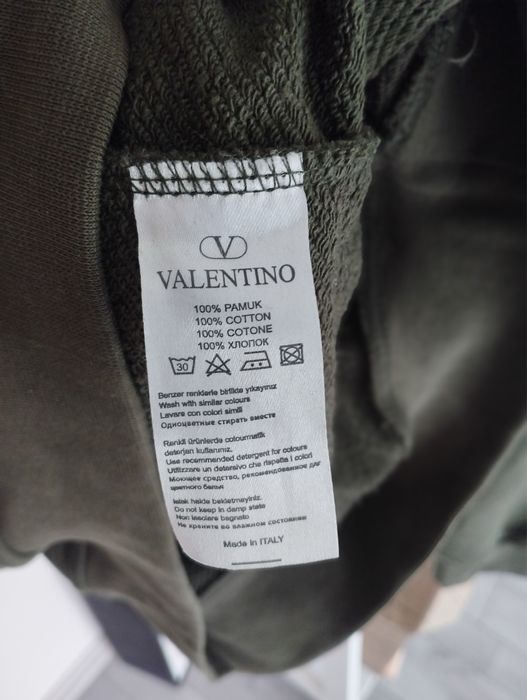 V
VALENTINO
100% PAMUK
100% COTTON
100% COTONE
100% ХЛОПОК
30
Benzer renklerle birlikte yıkayınız
Wash with similar colours
Lavare con colori simili
Одноцветные стирать вместе
Renkli ürünlerde colourmatik
deterjan kullanınız.
Use recommended detergent for colours
Utilizzare un detersivo che rispetta i colori
Моющее средство, рекомендованное для
цветного белья
Islak halde bekletmeyiniz.
Do not keep in damp state
Non lasciare bagnato
Не храните во влажном состоянии
Made in ITALY